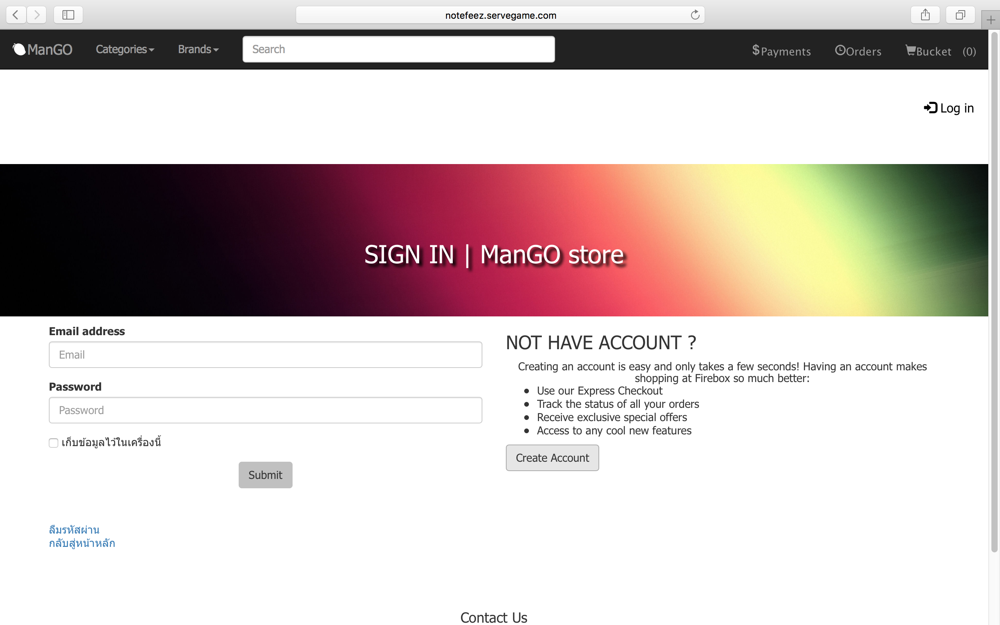 notefeez.servegame.com
ManGO Categories Brands Search $Payments Orders Bucket (0)
Log in
SIGN IN | ManGO store
Email address
Email
Password
Password
เก็บข้อมูลไว้ในเครื่องนี้
Submit
ลืมรหัสผ่าน
กลับสู่หน้าหลัก
NOT HAVE ACCOUNT ?
Creating an account is easy and only takes a few seconds! Having an account makes
shopping at Firebox so much better:
Use our Express Checkout
Track the status of all your orders
Receive exclusive special offers
Access to any cool new features
Create Account
Contact Us